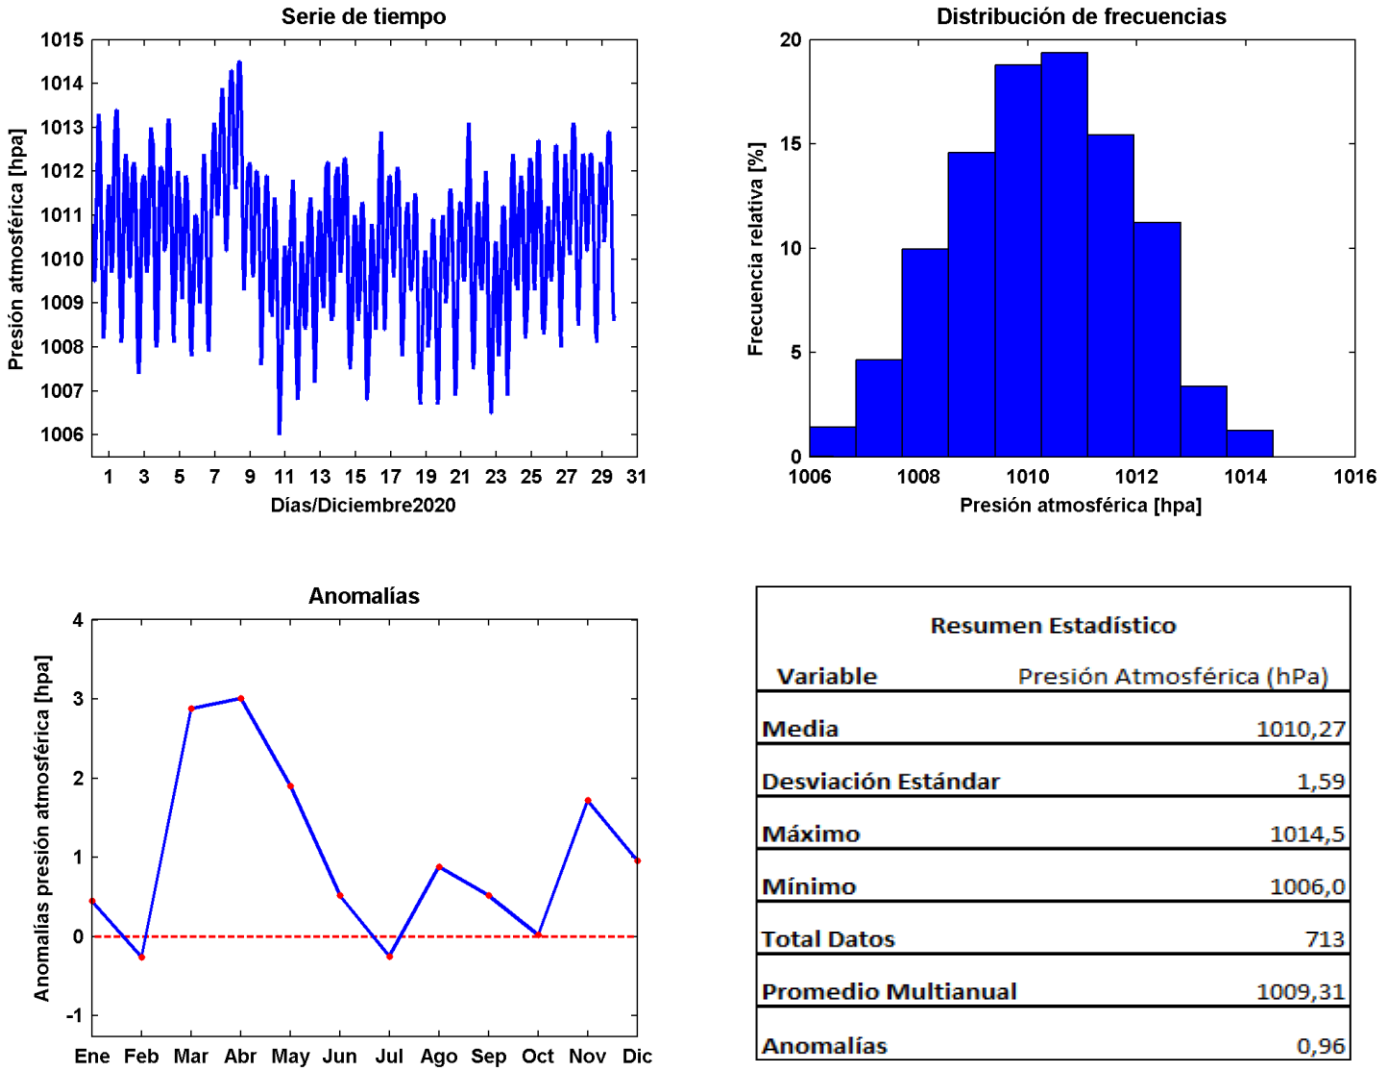 Serie de tiempo
1015
1014
1013
1012
1011
1010
1009
1008
1007
1006
Presión atmosférica [hpa]
1 3 5 7 9 11 13 15 17 19 21 23 25 27 29 31
Días/Diciembre2020
Distribución de frecuencias
20
15
10
5
0
Frecuencia relativa [%]
1006 1008 1010 1012 1014 1016
Presión atmosférica [hpa]
Anomalías
4
3
2
1
0
-1
Anomalías presión atmosférica [hpa]
Ene Feb Mar Abr May Jun Jul Ago Sep Oct Nov Dic
Resumen Estadístico
Variable Presión Atmosférica (hPa)
Media 1010,27
Desviación Estándar 1,59
Máximo 1014,5
Mínimo 1006,0
Total Datos 713
Promedio Multianual 1009,31
Anomalías 0,96